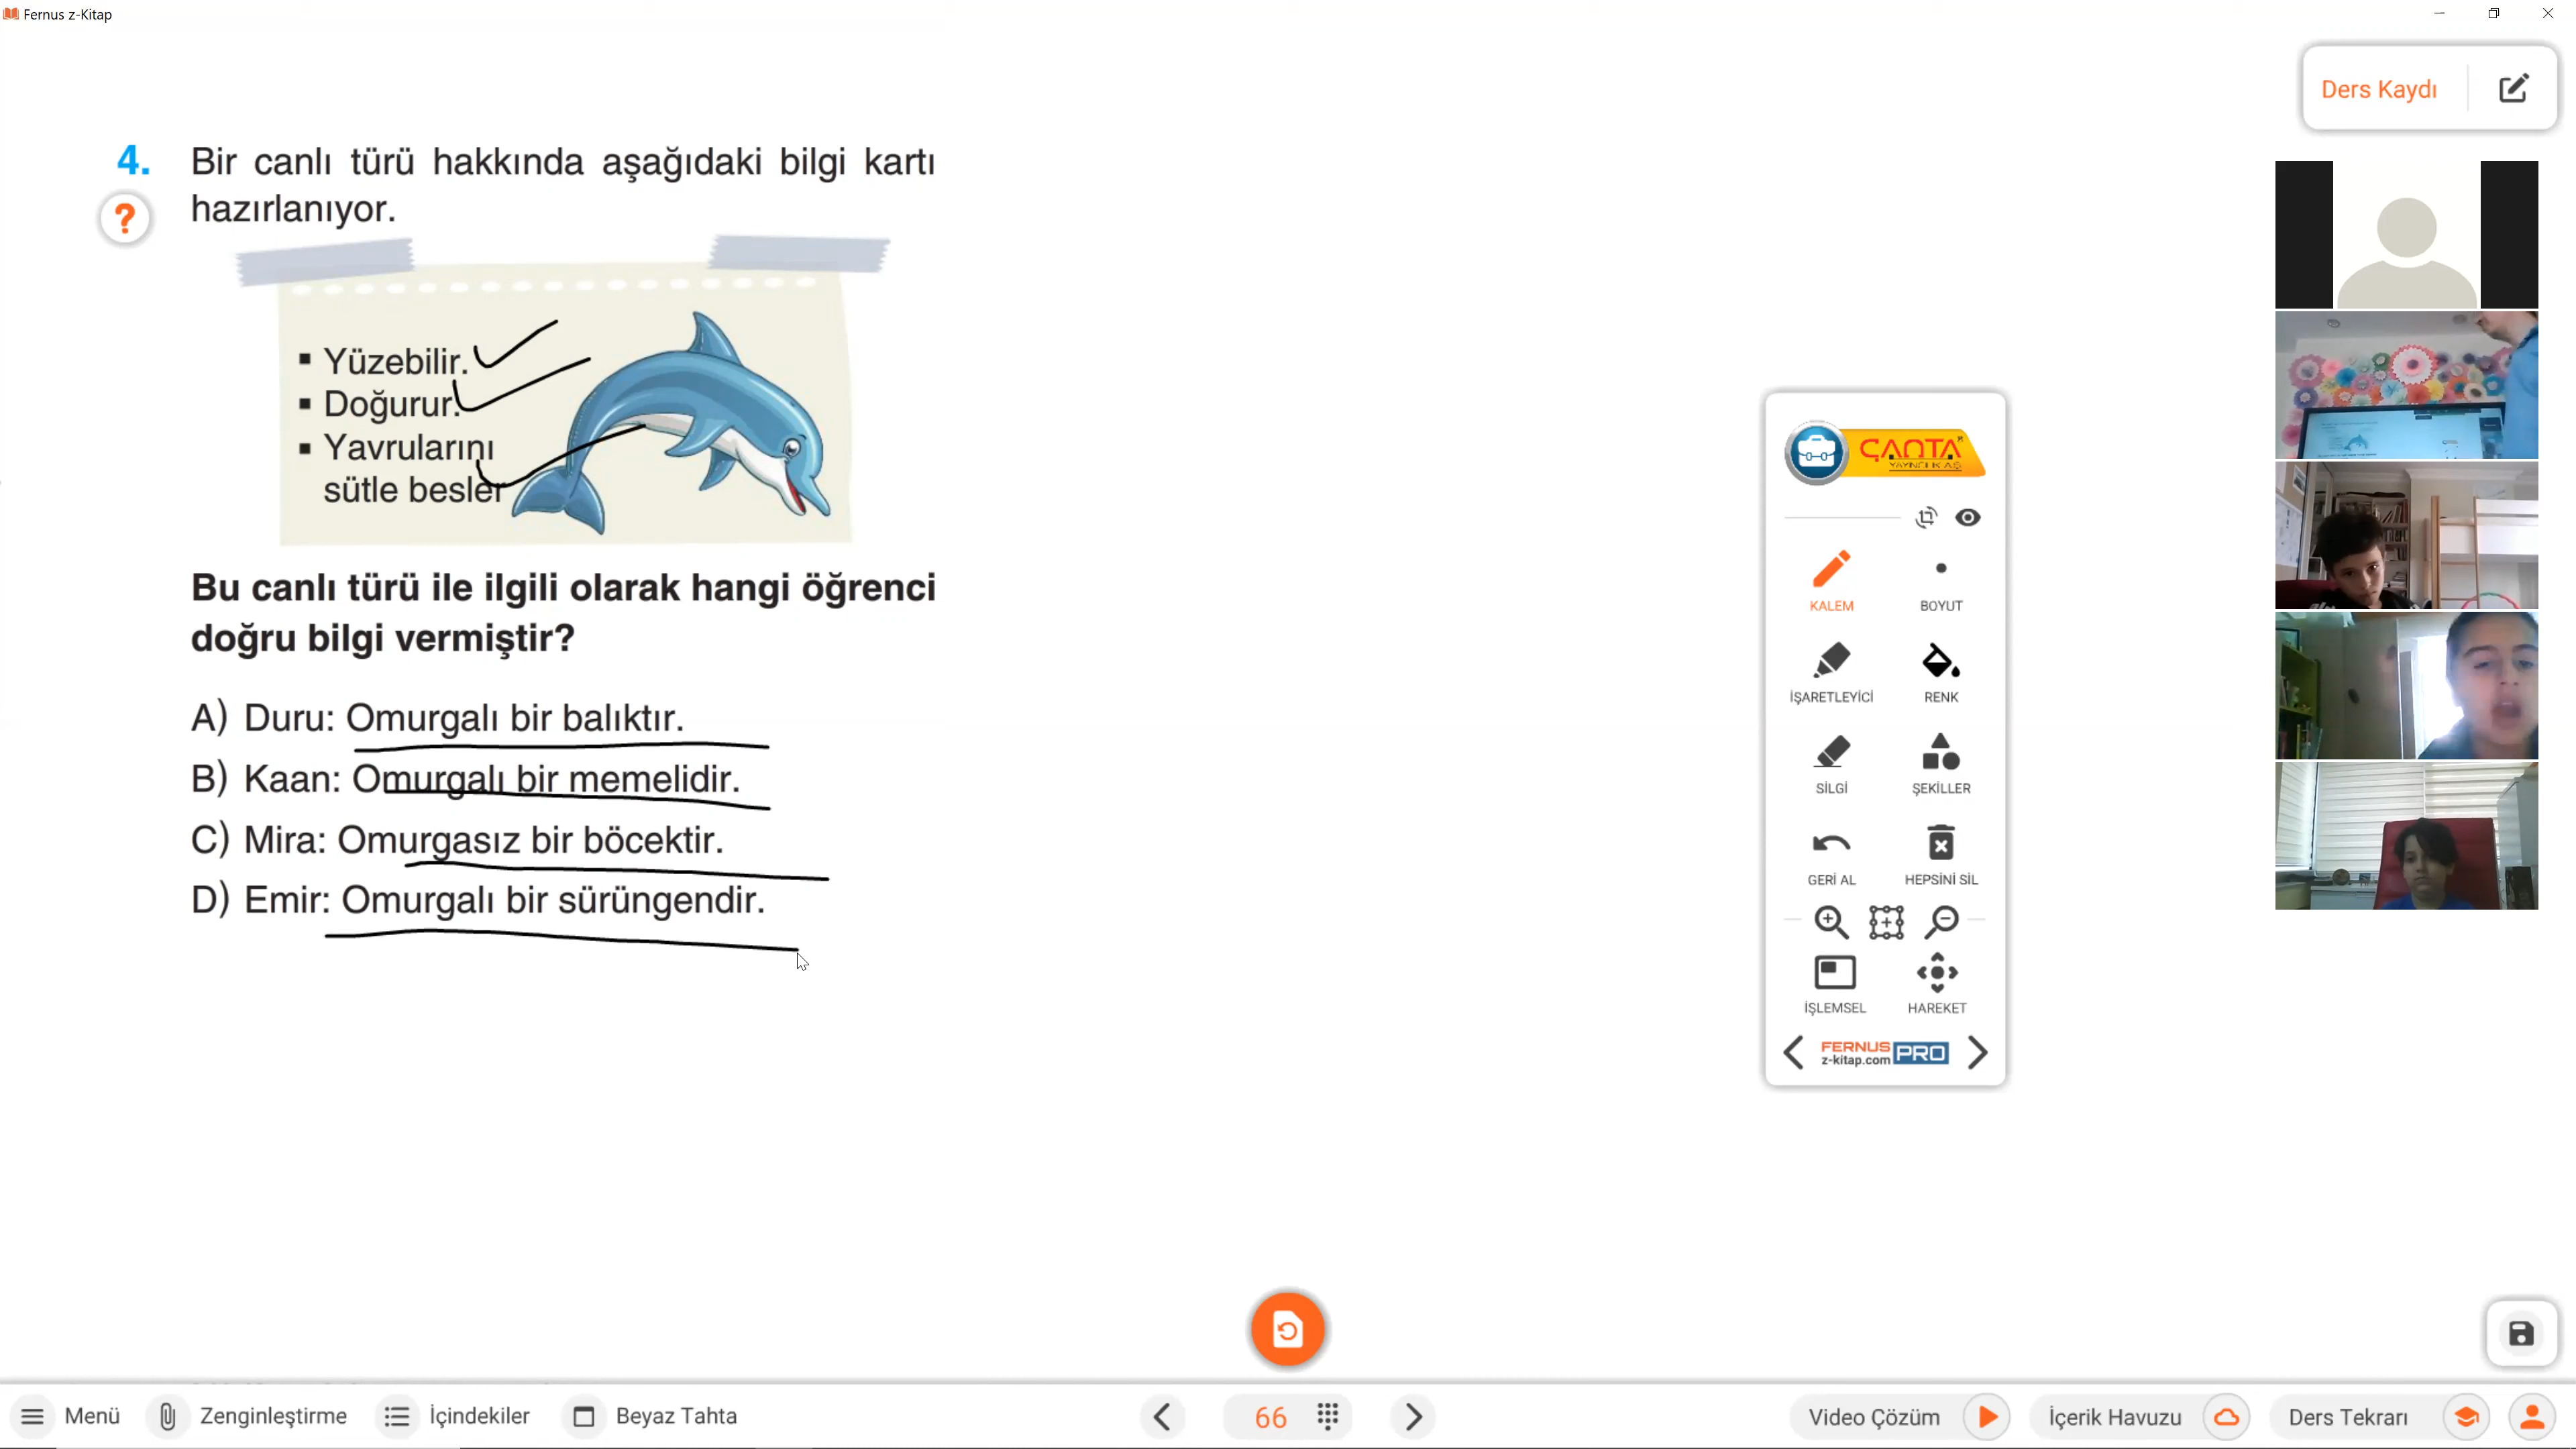 Fernus z-Kitap
Ders Kaydı
4. Bir canlı türü hakkında aşağıdaki bilgi kartı
hazırlanıyor.
?
▪ Yüzebilir.
▪ Doğurur.
▪ Yavrularını
sütle besler
Bu canlı türü ile ilgili olarak hangi öğrenci
doğru bilgi vermiştir?
A) Duru: Omurgalı bir balıktır.
B) Kaan: Omurgalı bir memelidir.
C) Mira: Omurgasız bir böcektir.
D) Emir: Omurgalı bir sürüngendir.
ÇANTA
YAYINCILIK A.Ş.
KALEM
BOYUT
İŞARETLEYİCİ
RENK
SİLGİ
ŞEKİLLER
GERİ AL
HEPSİNİ SİL
İŞLEMSEL
HAREKET
FERNUS PRO
z-kitap.com
Menü
Zenginleştirme
İçindekiler
Beyaz Tahta
66
Video Çözüm
İçerik Havuzu
Ders Tekrarı